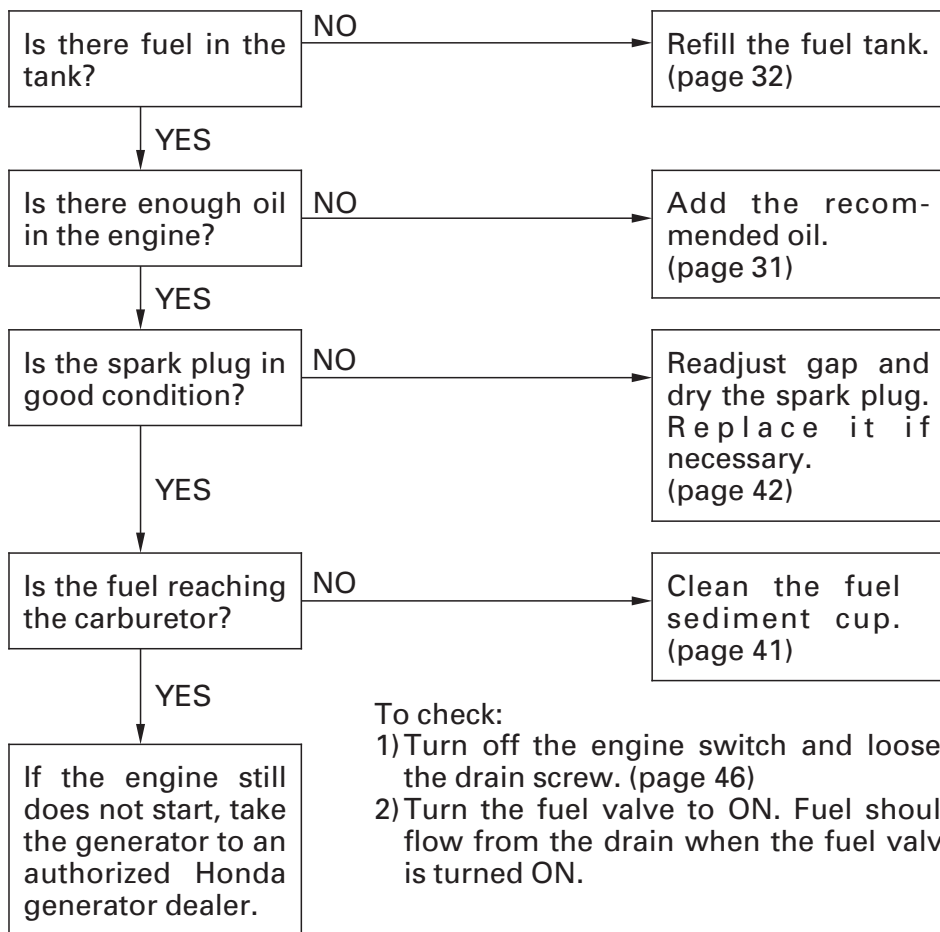 Is there fuel in the
tank?
NO
Refill the fuel tank.
(page 32)
YES
Is there enough oil
in the engine?
NO
Add the recom-
mended oil.
(page 31)
YES
Is the spark plug in
good condition?
NO
Readjust gap and
dry the spark plug.
Replace it if
necessary.
(page 42)
YES
Is the fuel reaching
the carburetor?
NO
Clean the fuel
sediment cup.
(page 41)
YES
If the engine still
does not start, take
the generator to an
authorized Honda
generator dealer.
To check:
1) Turn off the engine switch and loose
the drain screw. (page 46)
2) Turn the fuel valve to ON. Fuel shoul
flow from the drain when the fuel valv
is turned ON.